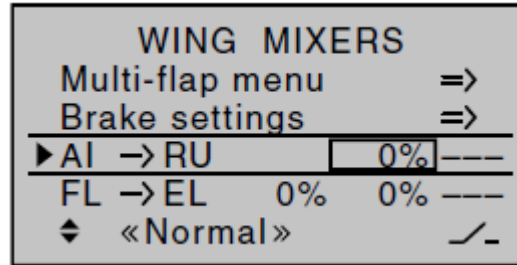 WING MIXERS
Multi-flap menu =>
Brake settings =>
▶AI →RU 0% ---
FL →EL 0% 0% ---
«Normal»